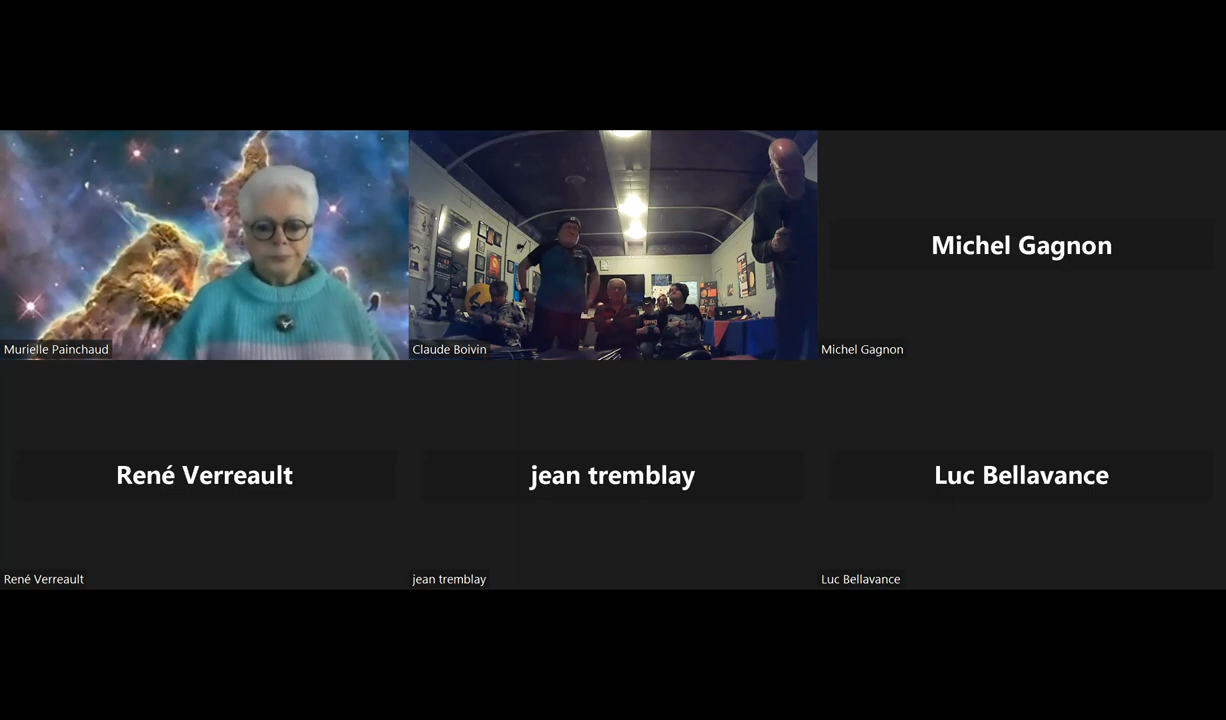 Murielle Painchaud
Claude Boivin
Michel Gagnon
Michel Gagnon
René Verreault
jean tremblay
Luc Bellavance
René Verreault
jean tremblay
Luc Bellavance